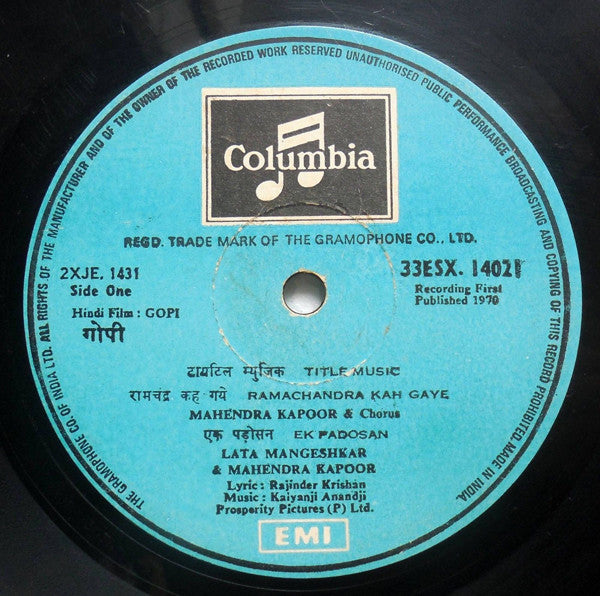 ALL RIGHTS OF THE MANUFACTURER AND OF THE OWNER OF THE RECORDED WORK RESERVED UNAUTHORISED PUBLIC PERFORMANCE BROADCASTING AND COPYING OF THIS RECORD PROHIBITED. MADE IN INDIA.
THE GRAMOPHONE CO. OF INDIA LTD.
Columbia
REGD. TRADE MARK OF THE GRAMOPHONE CO., LTD.
2XJE. 1431
Side One
33ESX. 14021
Recording First
Published 1970
Hindi Film : GOPI
गोपी
टायटिल म्युजिक TITLE MUSIC
रामचंद्र कह गये RAMACHANDRA KAH GAYE
MAHENDRA KAPOOR & Chorus
एक पड़ोसन EK PADOSAN
LATA MANGESHKAR
& MAHENDRA KAPOOR
Lyric : Rajinder Krishan
Music : Kaiyanji Anandji
Prosperity Pictures (P) Ltd.
EMI